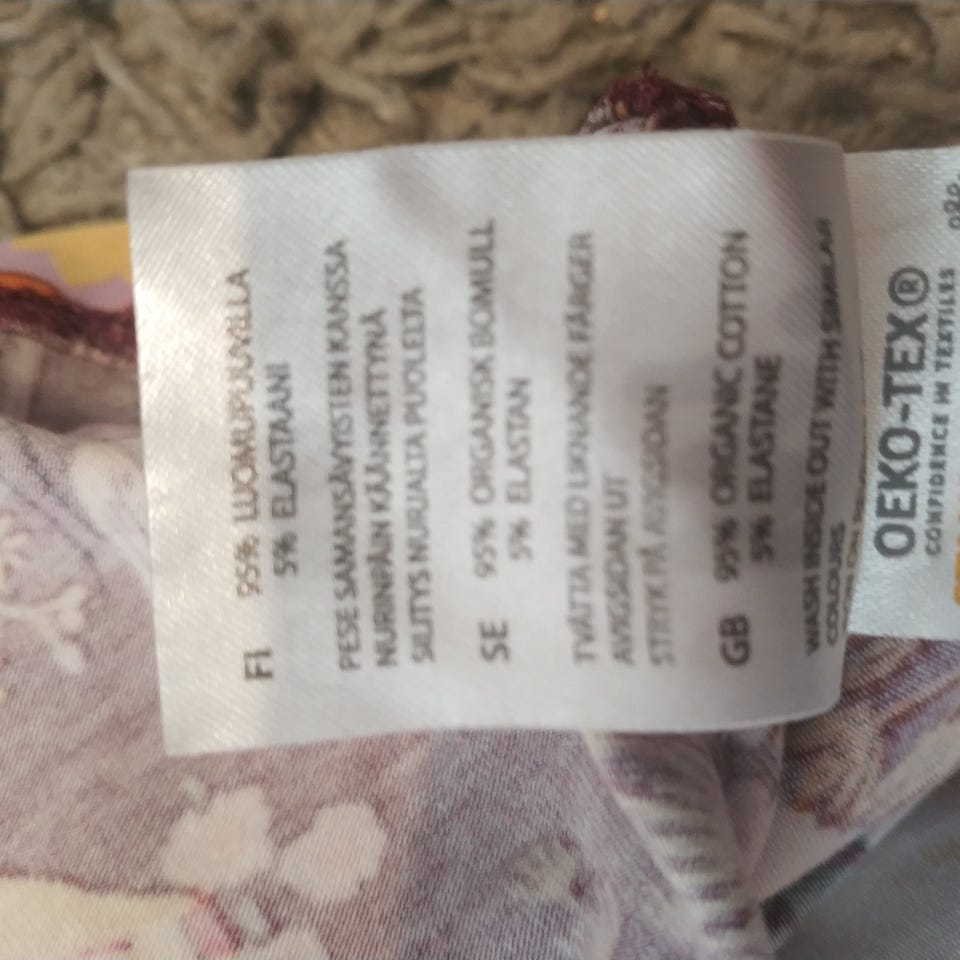 FI 95% LUOMUPUUVILLA
5% ELASTAANI
PESE SAMANSÄVYISTEN KANSSA
NURINPÄIN KÄÄNNETTYNÄ
SILITYS NURJALTA PUOLELTA
SE 95% ORGANISK BOMULL
5% ELASTAN
TVÄTTA MED LIKNANDE FÄRGER
AVIGSIDAN UT
STRYK PÅ AVIGSIDAN
GB 95% ORGANIC COTTON
5% ELASTANE
WASH INSIDE OUT WITH SIMILAR
COLOURS
OEKO-TEX®
CONFIDENCE IN TEXTILES